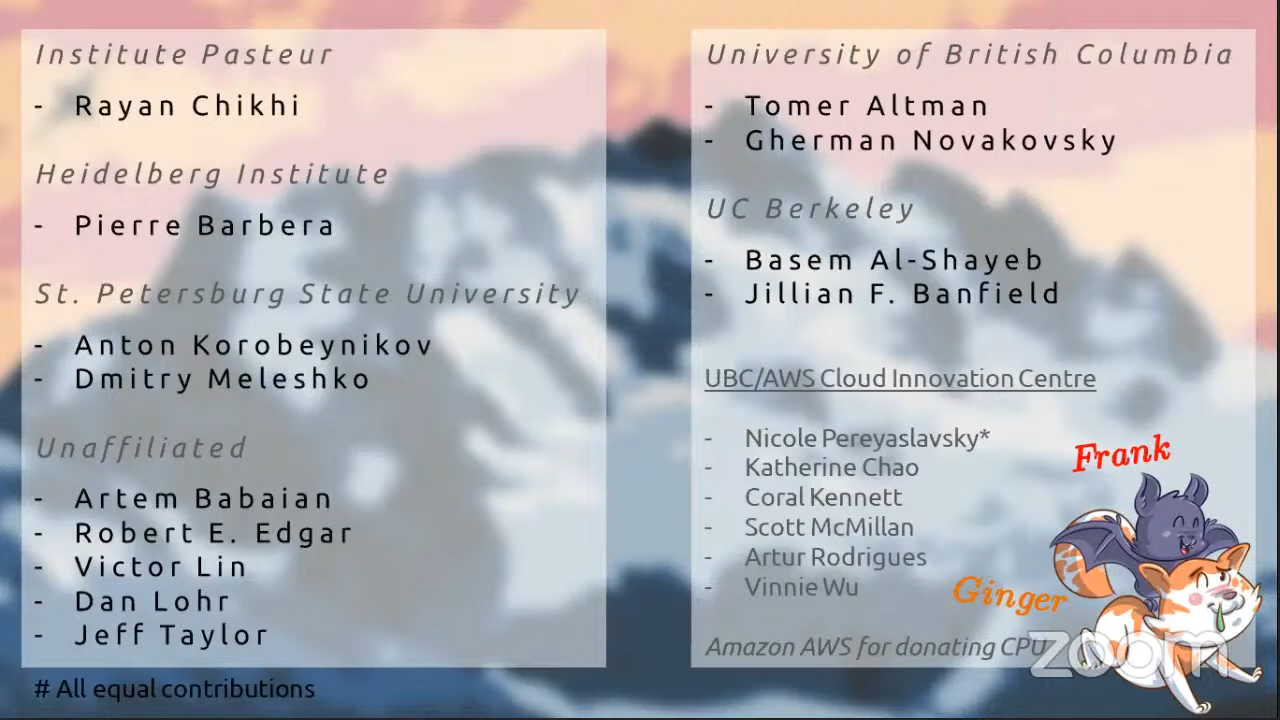 Institute Pasteur
- Rayan Chikhi
Heidelberg Institute
- Pierre Barbera
St. Petersburg State University
- Anton Korobeynikov
- Dmitry Meleshko
Unaffiliated
- Artem Babaian
- Robert E. Edgar
- Victor Lin
- Dan Lohr
- Jeff Taylor
# All equal contributions
University of British Columbia
- Tomer Altman
- Gherman Novakovsky
UC Berkeley
- Basem Al-Shayeb
- Jillian F. Banfield
UBC/AWS Cloud Innovation Centre
- Nicole Pereyaslavsky*
- Katherine Chao
- Coral Kennett
- Scott McMillan
- Artur Rodrigues
- Vinnie Wu
Amazon AWS for donating CPU
Frank
Ginger
zoom